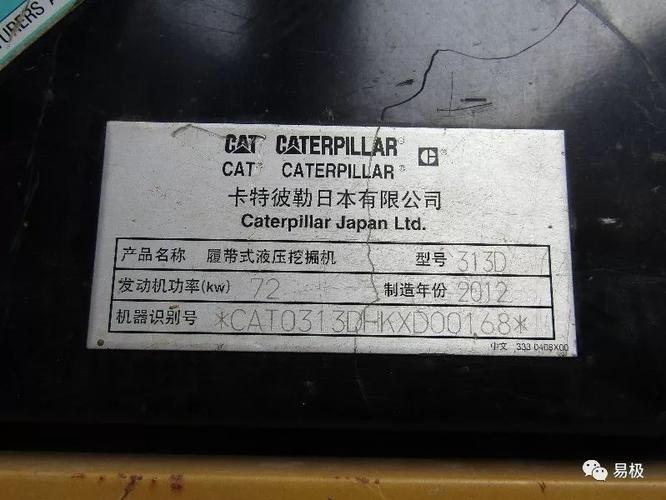 TURERS A
CAT CATERPILLAR C
CAT® CATERPILLAR®
卡特彼勒日本有限公司
Caterpillar Japan Ltd.
产品名称 履带式液压挖掘机 型号 313D
发动机功率(kw) 72 制造年份 2012
机器识别号 *CAT0313DHKXD00168*
中文 333 0468X00
易极